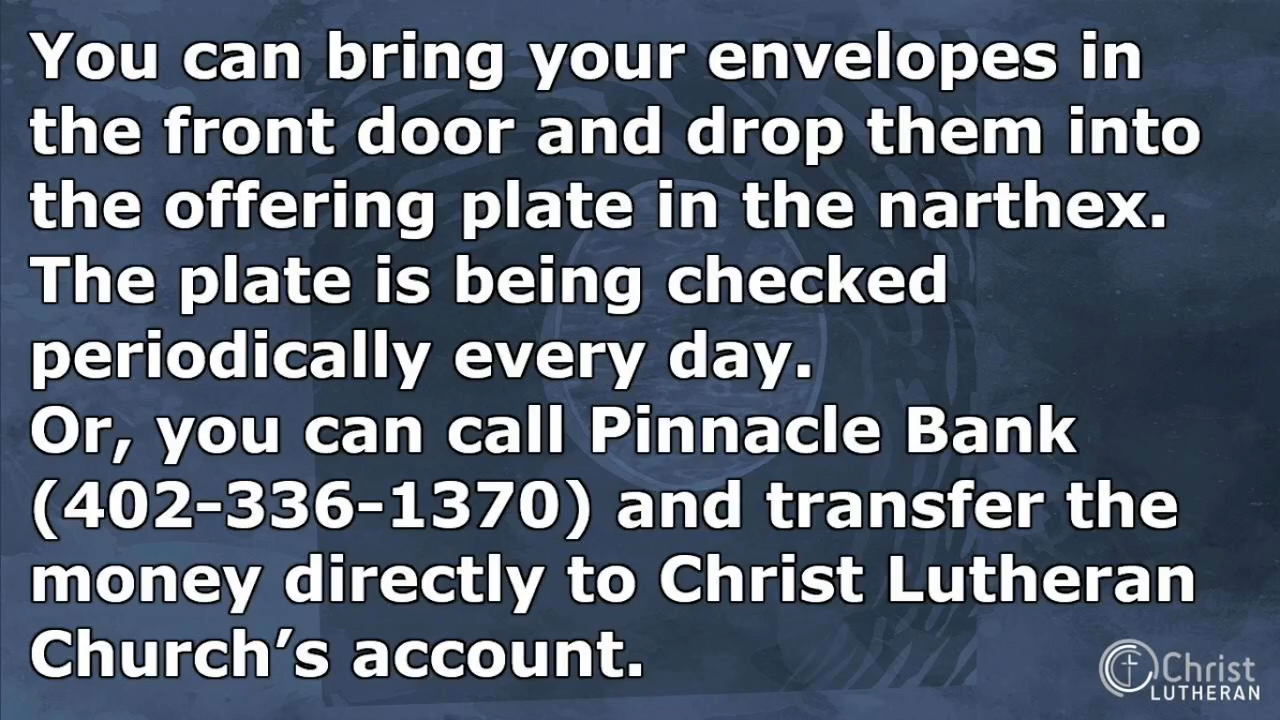 You can bring your envelopes in
the front door and drop them into
the offering plate in the narthex.
The plate is being checked
periodically every day.
Or, you can call Pinnacle Bank
(402-336-1370) and transfer the
money directly to Christ Lutheran
Church’s account.
Christ
LUTHERAN